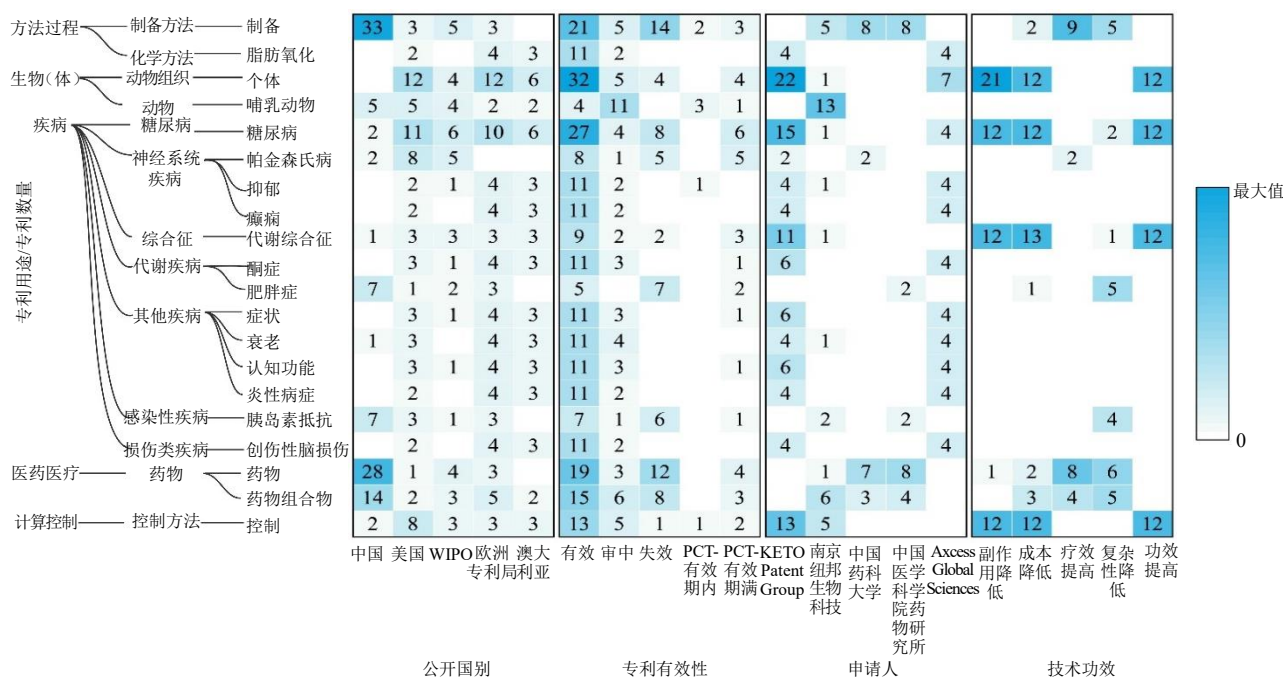 方法过程 制备方法 制备 33 3 5 3 21 5 14 2 3 5 8 8 2 9 5
化学方法 脂肪氧化 2 4 3 11 2 4 4
生物(体) 动物组织 个体 12 4 12 6 32 5 4 4 22 1 7 21 12 12
动物 哺乳动物 5 5 4 2 2 4 11 3 1 13
疾病 糖尿病 糖尿病 2 11 6 10 6 27 4 8 6 15 1 4 12 12 2 12
神经系统疾病 帕金森氏病 2 8 5 8 1 5 5 2 2 2
抑郁 2 1 4 3 11 2 1 4 1 4
癫痫 2 4 3 11 2 4 4
综合征 代谢综合征 1 3 3 3 3 9 2 2 3 11 1 12 13 1 12
代谢疾病 酮症 3 1 4 3 11 3 1 6 4
肥胖症 7 1 2 3 5 7 2 2 1 5
其他疾病 症状 3 1 4 3 11 3 1 6 4
衰老 1 3 4 3 11 4 4 1 4
认知功能 3 1 4 3 11 3 1 6 4
炎性病症 2 4 3 11 2 4 4
感染性疾病 胰岛素抵抗 7 3 1 3 7 1 6 1 2 2 4
损伤类疾病 创伤性脑损伤 2 4 3 11 2 4 4
医药医疗 药物 药物 28 1 4 3 19 3 12 4 1 7 8 1 2 8 6
药物组合物 14 2 3 5 2 15 6 8 3 6 3 4 3 4 5
计算控制 控制方法 控制 2 8 3 3 3 13 5 1 1 2 13 5 12 12 12
专利用途/专利数量
最大值
0
中国 美国 WIPO 欧洲专利局 澳大利亚 有效 审中 失效 PCT-有效期内 PCT-有效期满 KETO Patent Group 南京纽邦生物科技 中国药科大学 中国医学科学院药物研究所 Axcess Global Sciences 副作用降低 成本降低 疗效提高 复杂性降低 功效提高
公开国别 专利有效性 申请人 技术功效